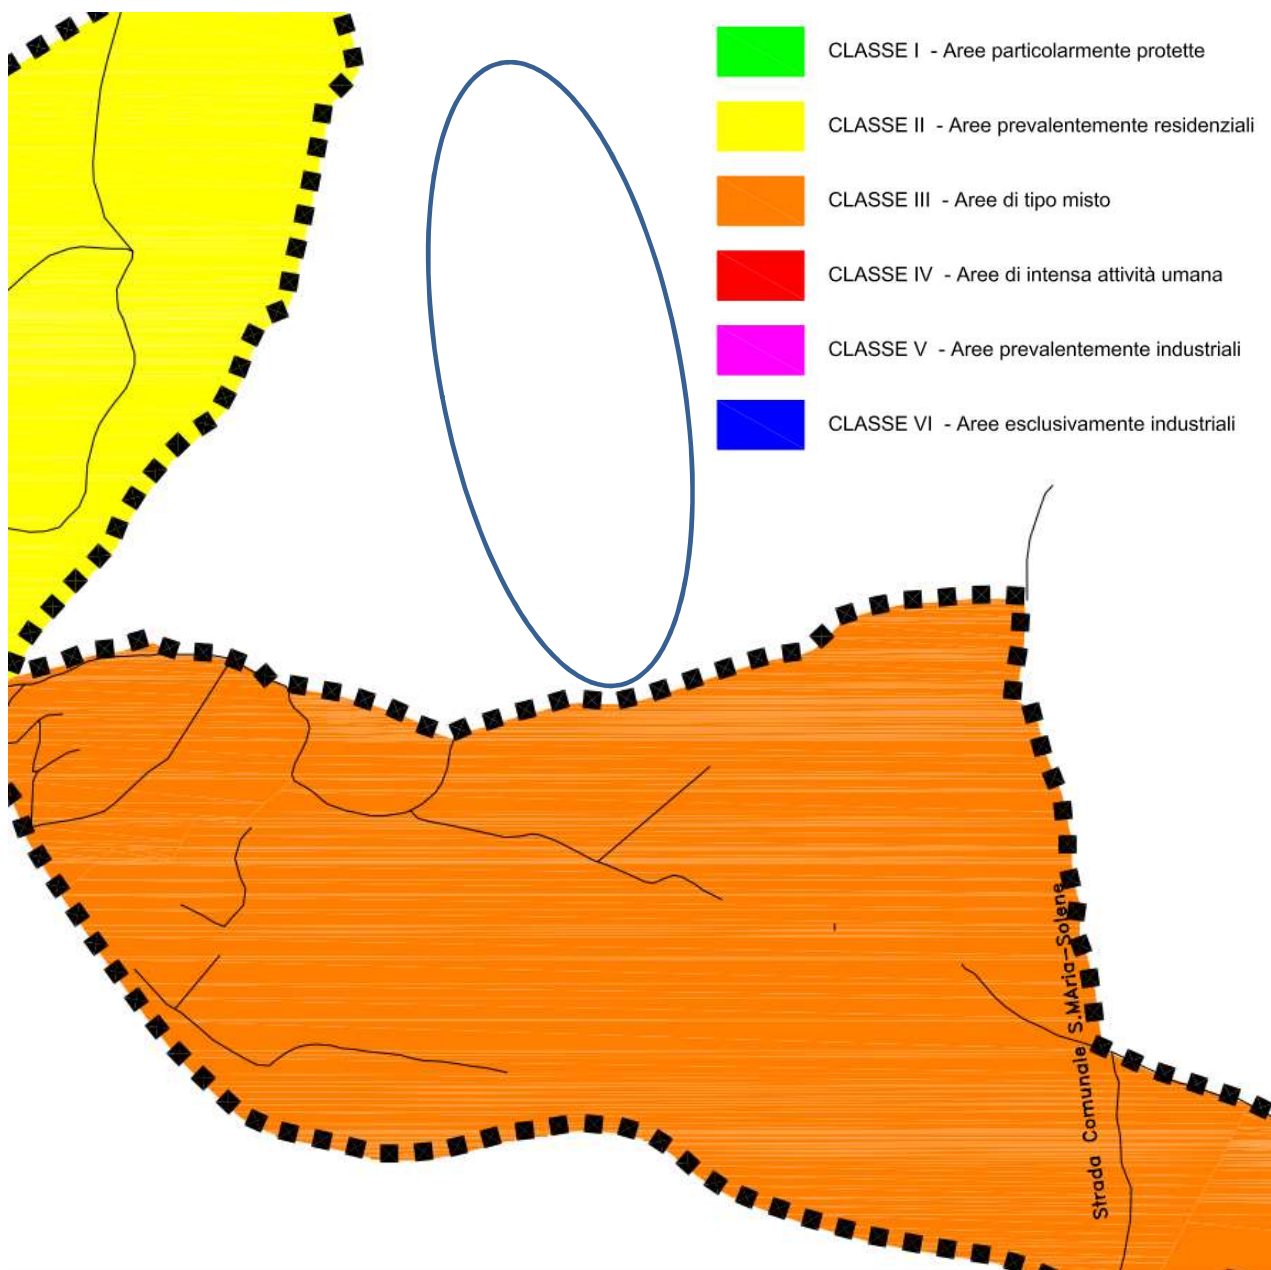 CLASSE I - Aree particolarmente protette
CLASSE II - Aree prevalentemente residenziali
CLASSE III - Aree di tipo misto
CLASSE IV - Aree di intensa attività umana
CLASSE V - Aree prevalentemente industriali
CLASSE VI - Aree esclusivamente industriali
Strada Comunale S.MAria-Solene